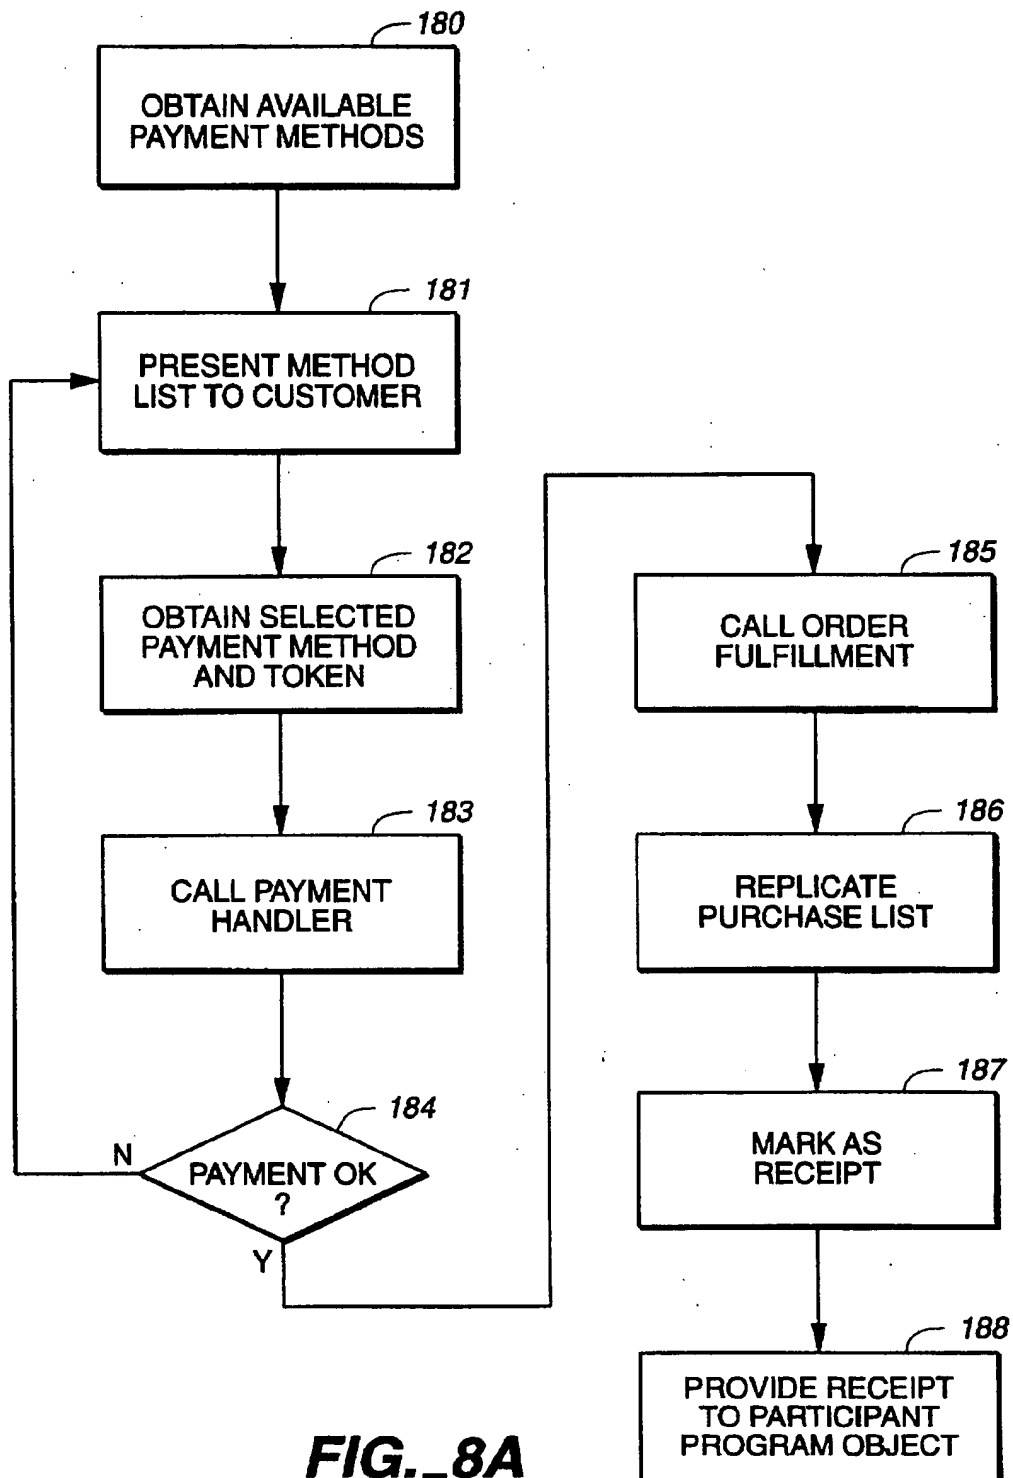 180
OBTAIN AVAILABLE
PAYMENT METHODS
181
PRESENT METHOD
LIST TO CUSTOMER
182
OBTAIN SELECTED
PAYMENT METHOD
AND TOKEN
183
CALL PAYMENT
HANDLER
184
N
PAYMENT OK
?
Y
185
CALL ORDER
FULFILLMENT
186
REPLICATE
PURCHASE LIST
187
MARK AS
RECEIPT
188
PROVIDE RECEIPT
TO PARTICIPANT
PROGRAM OBJECT
FIG._8A